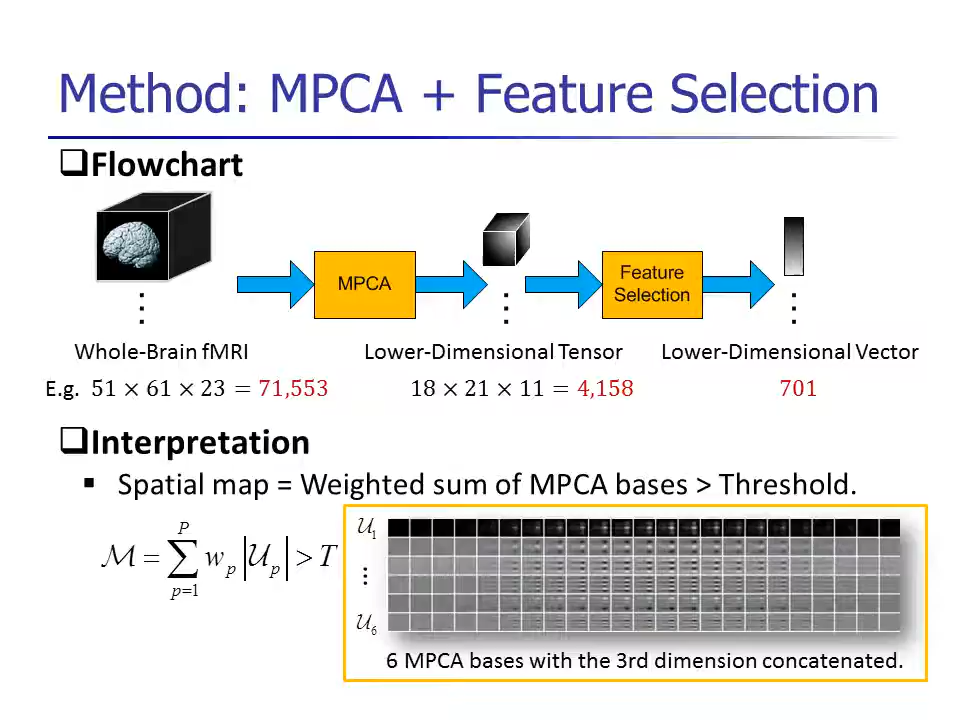 Method: MPCA + Feature Selection
❑Flowchart
MPCA
Feature
Selection
⋮ ⋮ ⋮
Whole-Brain fMRI Lower-Dimensional Tensor Lower-Dimensional Vector
E.g. 51 × 61 × 23 = 71,553 18 × 21 × 11 = 4,158 701
❑Interpretation
▪ Spatial map = Weighted sum of MPCA bases > Threshold.
ℳ = ∑_{p=1}^{P} w_p |𝒰_p| > T
𝒰₁
⋮
𝒰₆
6 MPCA bases with the 3rd dimension concatenated.